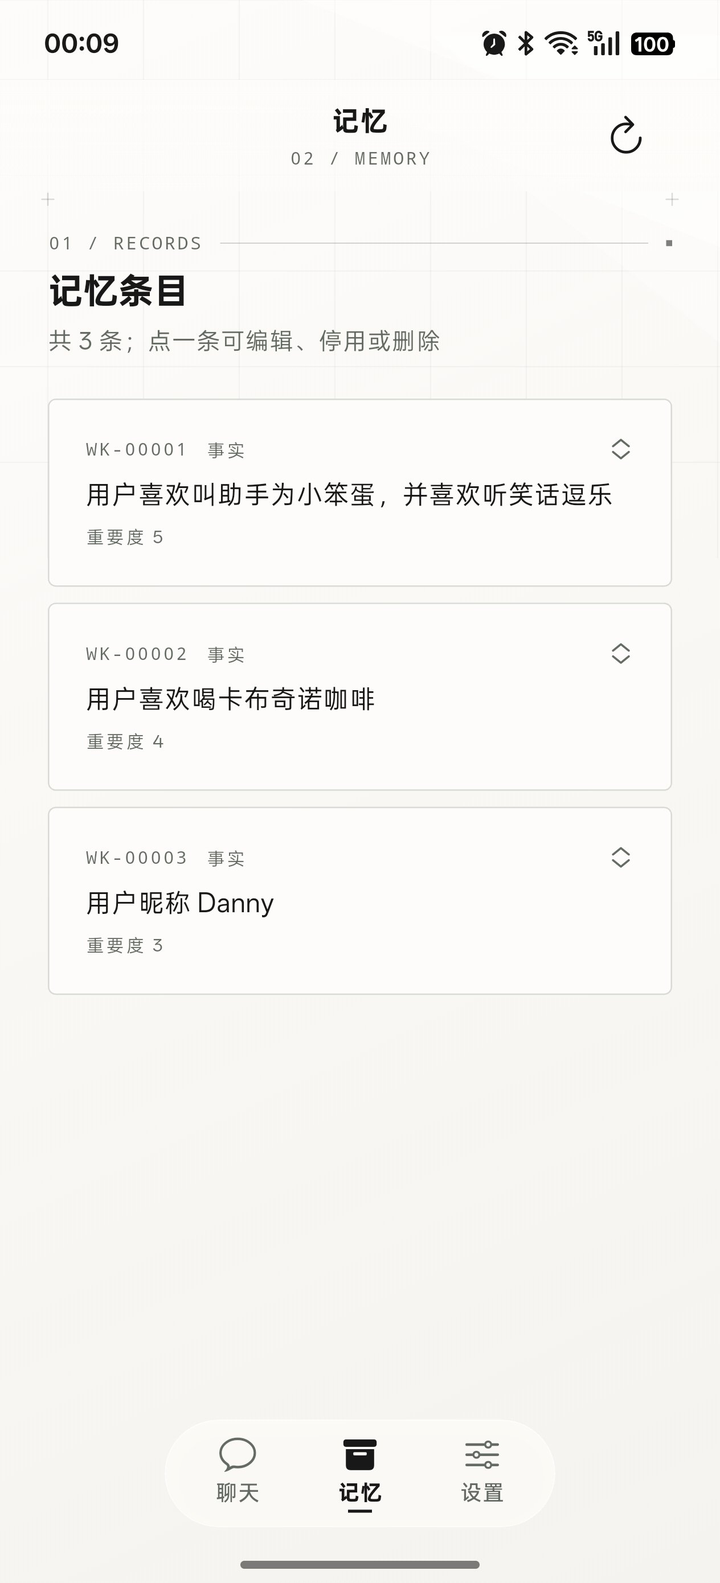 00:09
5G
100
记忆
02 / MEMORY
01 / RECORDS
记忆条目
共 3 条；点一条可编辑、停用或删除
WK-00001 事实
用户喜欢叫助手为小笨蛋，并喜欢听笑话逗乐
重要度 5
WK-00002 事实
用户喜欢喝卡布奇诺咖啡
重要度 4
WK-00003 事实
用户昵称 Danny
重要度 3
聊天
记忆
设置